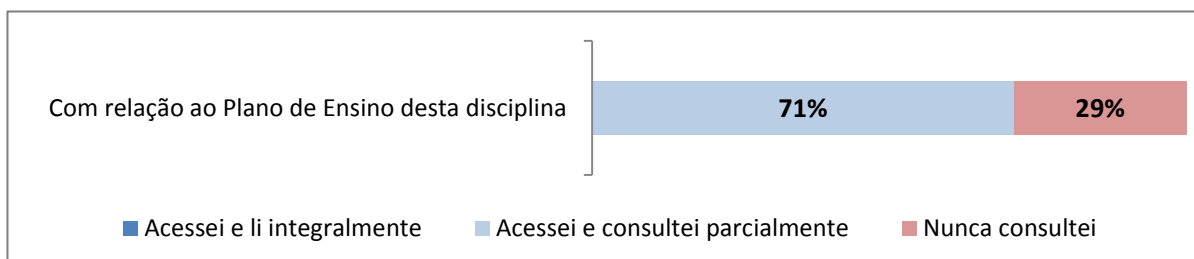 Com relação ao Plano de Ensino desta disciplina
71%
29%
Acessei e li integralmente
Acessei e consultei parcialmente
Nunca consultei